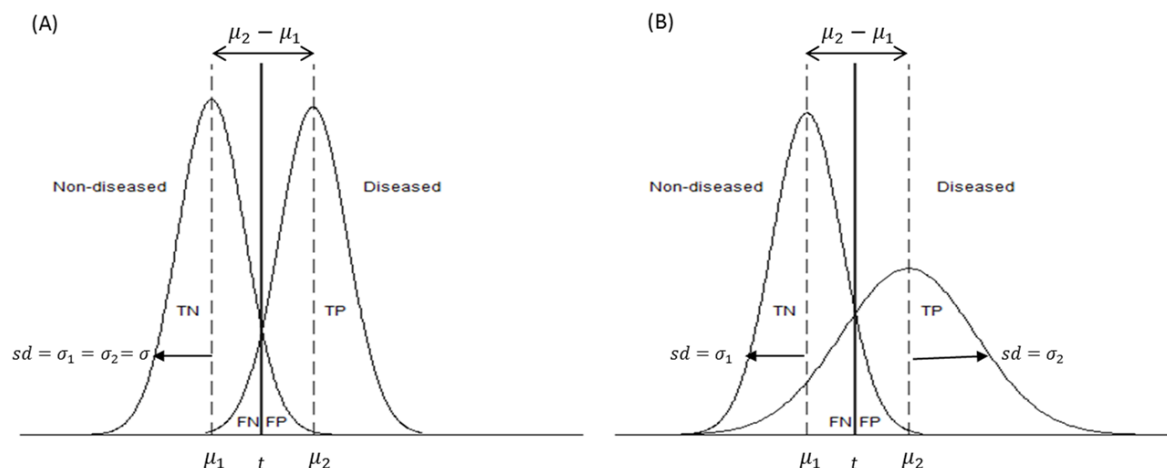 (A)
μ₂ − μ₁
Non-diseased
Diseased
TN
TP
sd = σ₁ = σ₂ = σ
FN
FP
μ₁
t
μ₂
(B)
μ₂ − μ₁
Non-diseased
Diseased
TN
TP
sd = σ₁
sd = σ₂
FN
FP
μ₁
t
μ₂